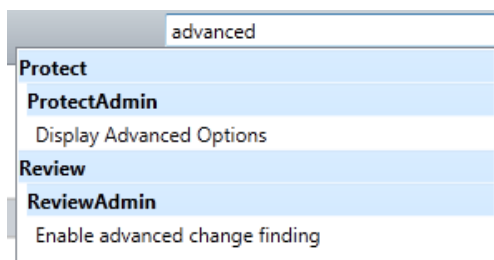 advanced
Protect
ProtectAdmin
Display Advanced Options
Review
ReviewAdmin
Enable advanced change finding